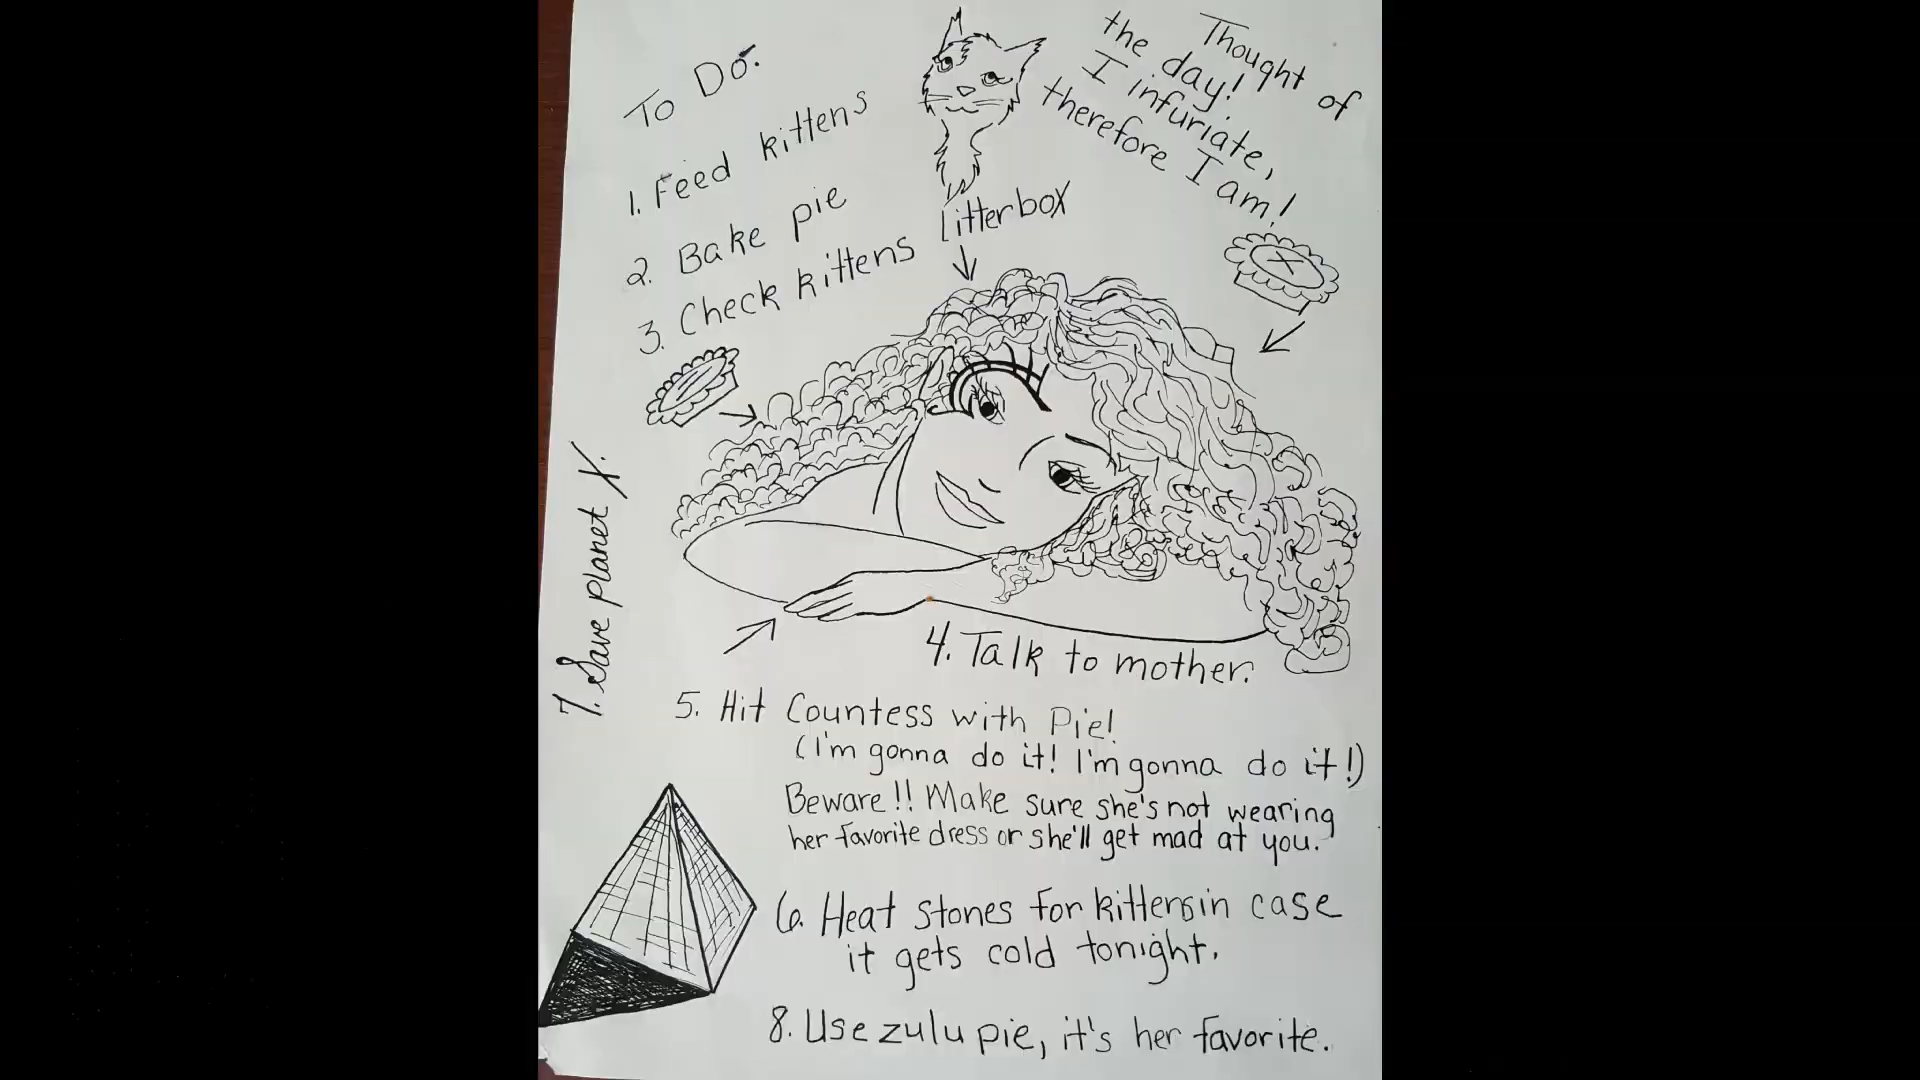 To Do:
1. Feed kittens
2. Bake pie
3. Check kittens litterbox
Thought of
the day!
I infuriate,
therefore I am!
4. Talk to mother.
5. Hit Countess with Pie!
(I'm gonna do it! I'm gonna do it!)
Beware!! Make sure she's not wearing
her favorite dress or she'll get mad at you.
6. Heat stones for kittens in case
it gets cold tonight.
7. Save planet X.
8. Use zulu pie, it's her favorite.